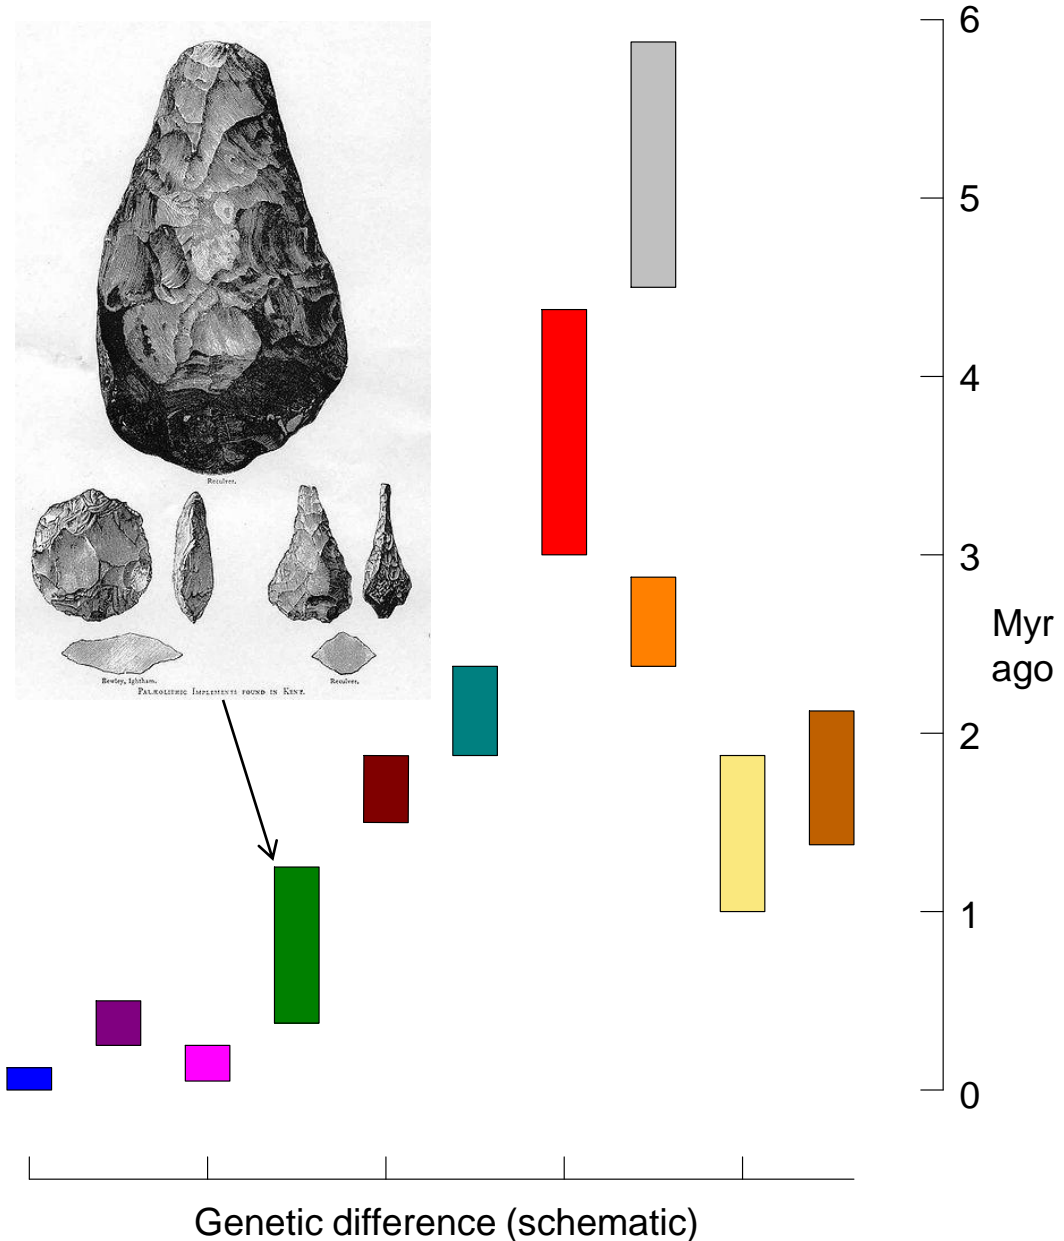 Reculver.
Bewley, Ightham.
Reculver.
PALÆOLITHIC IMPLEMENTS FOUND IN KENT.
6
5
4
3
Myr
ago
2
1
0
Genetic difference (schematic)